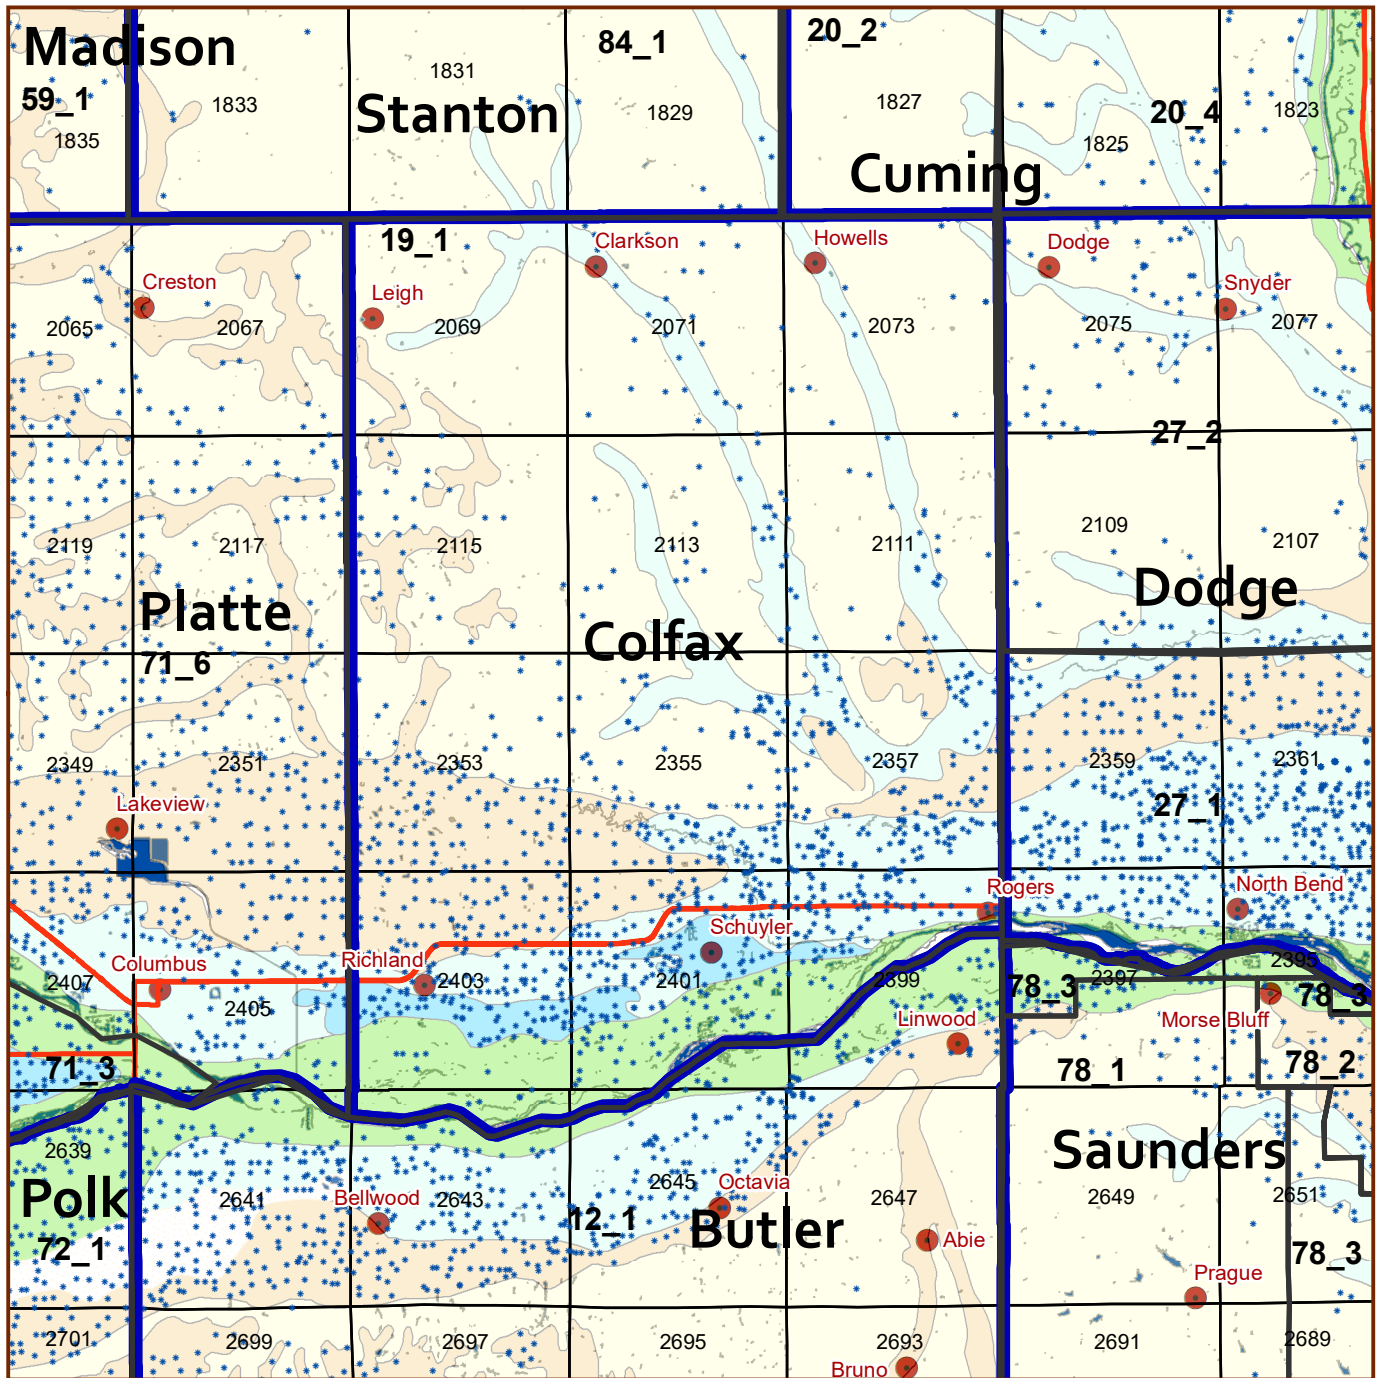 Madison
84_1
20_2
1831
59_1
1833
Stanton
1829
1827
20_4
1823
1835
1825
Cuming
19_1
Clarkson
Howells
Dodge
Creston
Leigh
Snyder
2065
2067
2069
2071
2073
2075
2077
27_2
2119
2117
2115
2113
2111
2109
2107
Dodge
Platte
Colfax
71_6
2349
2351
2353
2355
2357
2359
2361
Lakeview
27_1
Rogers
North Bend
Schuyler
Columbus
Richland
2407
2405
2403
2401
2399
2397
2395
78_3
78_3
Linwood
Morse Bluff
71_3
78_1
78_2
2639
Saunders
Polk
2641
Bellwood
2643
2645
Octavia
2647
2649
2651
12_1
Butler
Abie
72_1
78_3
Prague
2701
2699
2697
2695
2693
2691
2689
Bruno